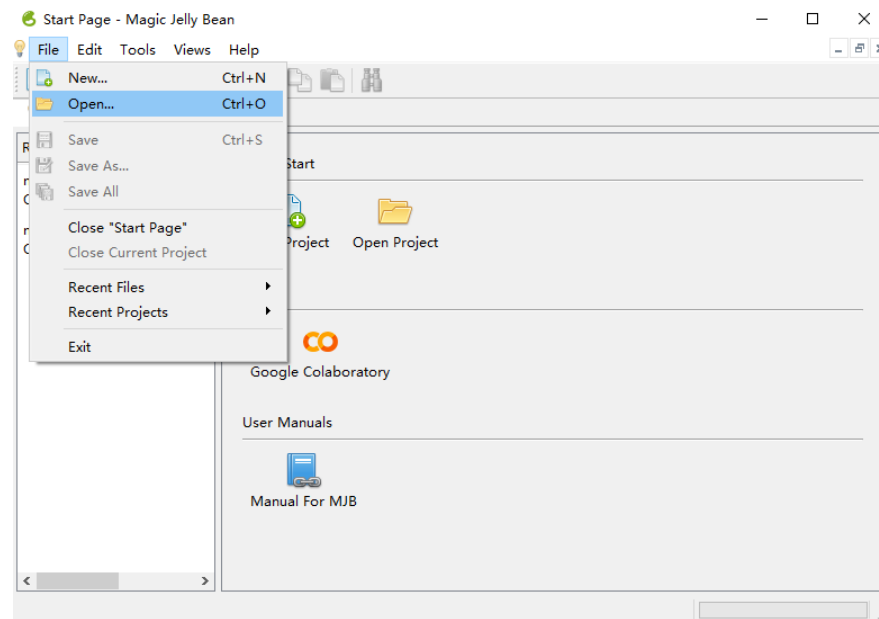 Start Page - Magic Jelly Bean
File Edit Tools Views Help
New... Ctrl+N
Open... Ctrl+O
Save Ctrl+S
Save As...
Save All
Close "Start Page"
Close Current Project
Recent Files
Recent Projects
Exit
Start
Project
Open Project
Google Colaboratory
User Manuals
Manual For MJB